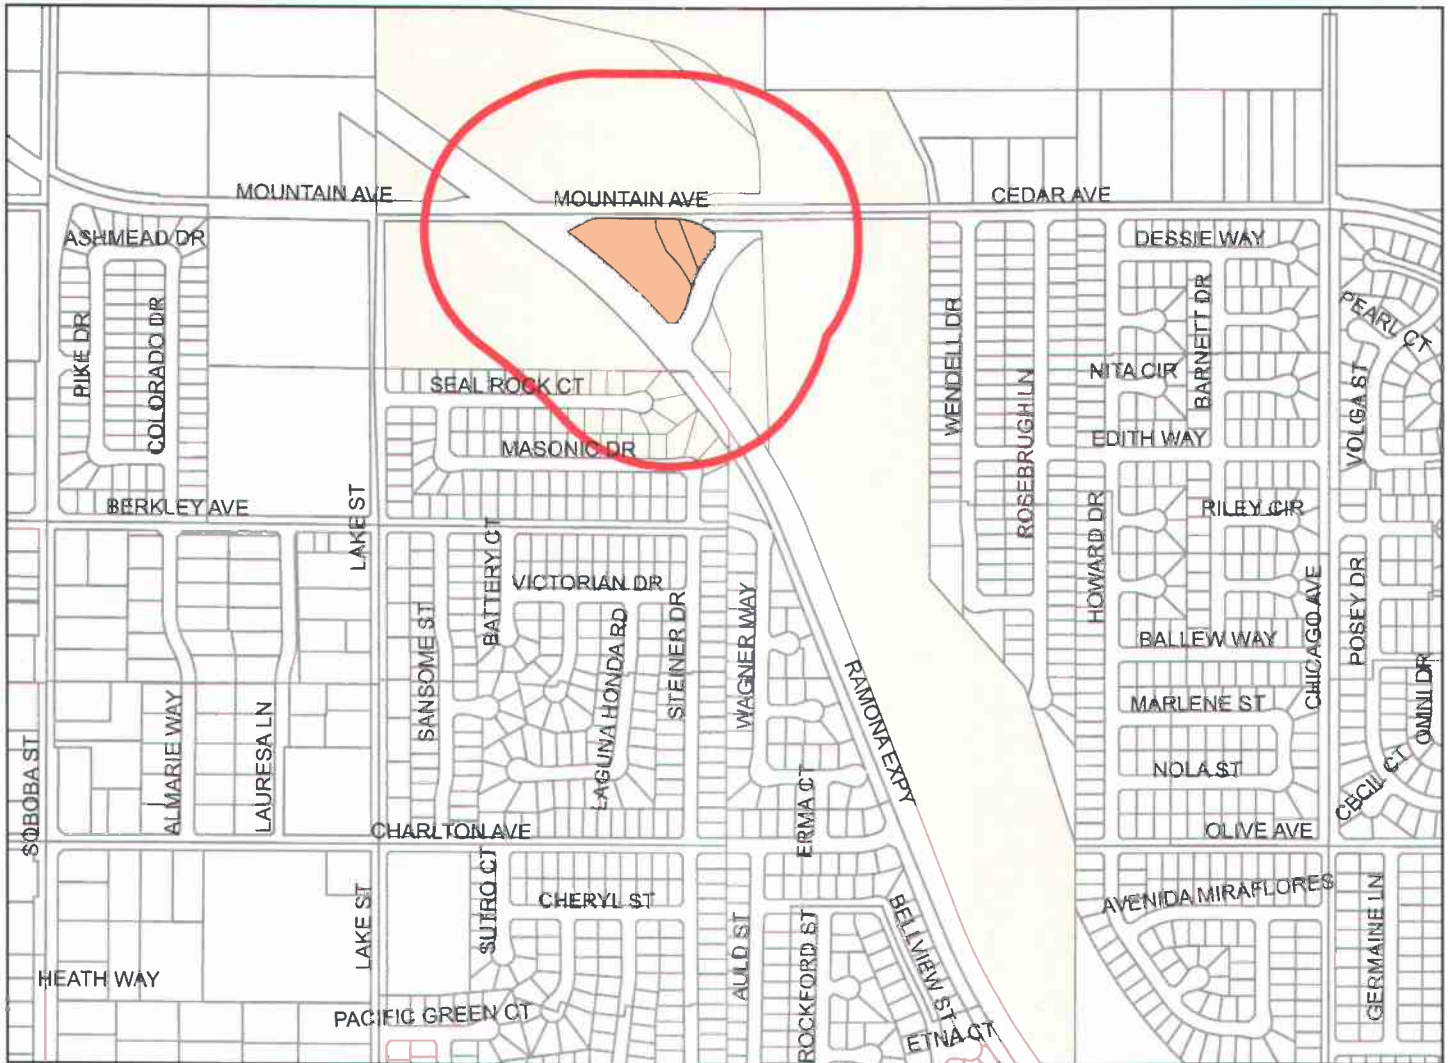 MOUNTAIN AVE
MOUNTAIN AVE
CEDAR AVE
ASHMEAD DR
DESSIE WAY
PIKE DR
COLORADO DR
WENDELL DR
BARNETT DR
PEARL CT
SEAL ROCK CT
NITA CIR
ROSEBRUGH LN
VOLGA ST
MASONIC DR
EDITH WAY
BERKLEY AVE
LAKE ST
HOWARD DR
RILEY CIR
BATTERY CT
VICTORIAN DR
SANSOME ST
LAGUNA HONDA RD
STEINER DR
WAGNER WAY
CHICAGO AVE
POSEY DR
BALLEW WAY
OMNI DR
RAMONA EXPY
MARLENE ST
SOBOBA ST
ALMARIE WAY
LAURESA LN
NOLA ST
CECIL CT
ERMA CT
CHARLTON AVE
OLIVE AVE
LAKE ST
SUTRO CT
CHERYL ST
AVENIDA MIRAFLORES
GERMAINE LN
AULD ST
ROCKFORD ST
BELLVIEW ST
HEATH WAY
PACIFIC GREEN CT
ETNA CT